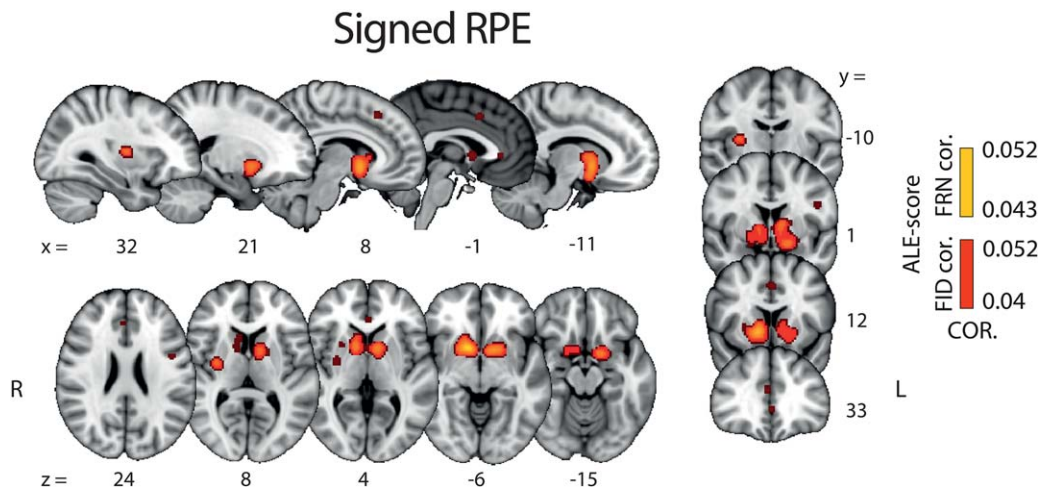 Signed RPE
x = 32 21 8 -1 -11
R
z = 24 8 4 -6 -15
y =
-10
1
12
33
L
ALE-score
FRN cor.
0.052
0.043
FID cor.
0.052
0.04
COR.